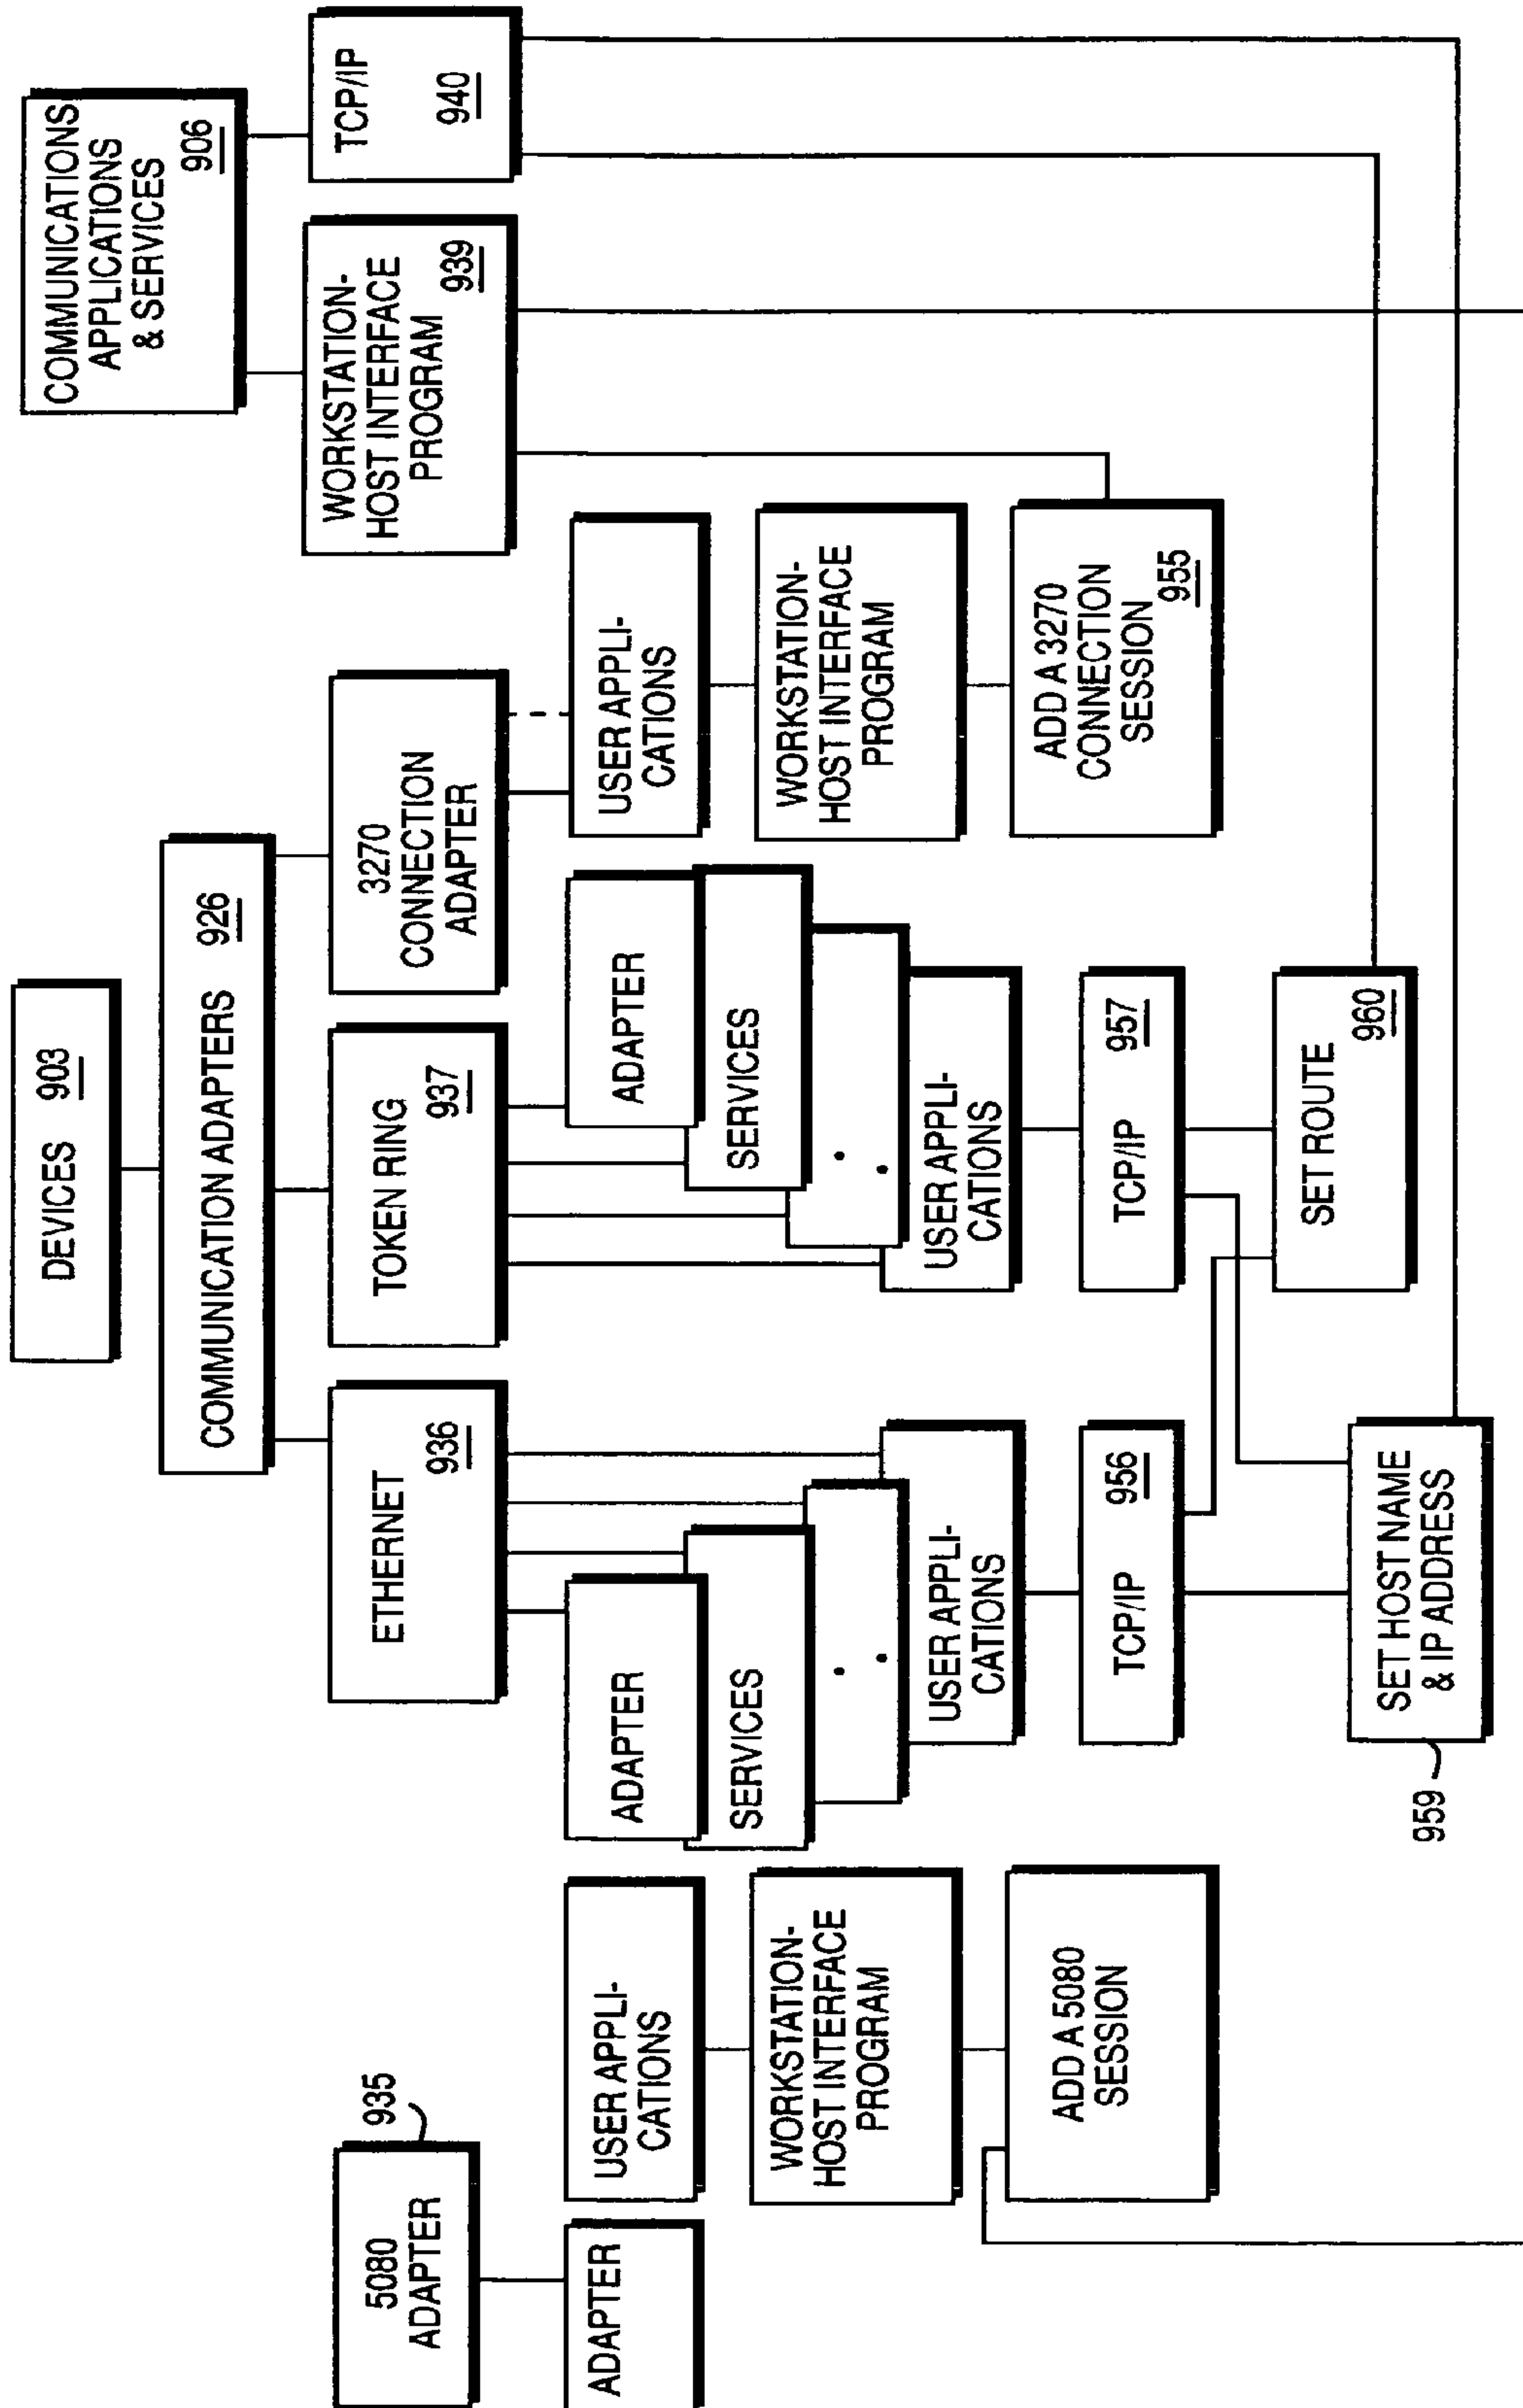 DEVICES 903
COMMUNICATION ADAPTERS 926
COMMUNICATIONS
APPLICATIONS
& SERVICES
906
5080
ADAPTER
935
ETHERNET
936
TOKEN RING
937
3270
CONNECTION
ADAPTER
WORKSTATION-
HOST INTERFACE
PROGRAM
939
TCP/IP
940
ADAPTER
USER APPLI-
CATIONS
WORKSTATION-
HOST INTERFACE
PROGRAM
ADD A 5080
SESSION
ADAPTER
SERVICES
USER APPLI-
CATIONS
TCP/IP 956
SET HOST NAME
& IP ADDRESS
959
ADAPTER
SERVICES
USER APPLI-
CATIONS
TCP/IP 957
SET ROUTE
960
USER APPLI-
CATIONS
WORKSTATION-
HOST INTERFACE
PROGRAM
ADD A 3270
CONNECTION
SESSION
955